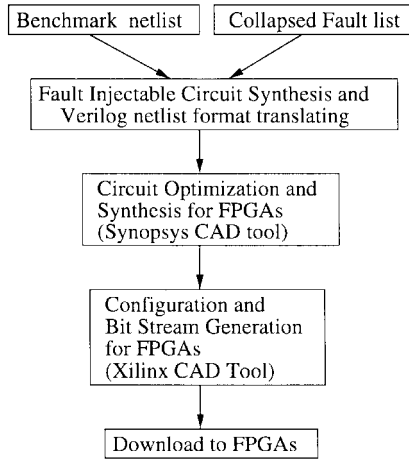 Benchmark netlist
Collapsed Fault list
Fault Injectable Circuit Synthesis and
Verilog netlist format translating
Circuit Optimization and
Synthesis for FPGAs
(Synopsys CAD tool)
Configuration and
Bit Stream Generation
for FPGAs
(Xilinx CAD Tool)
Download to FPGAs